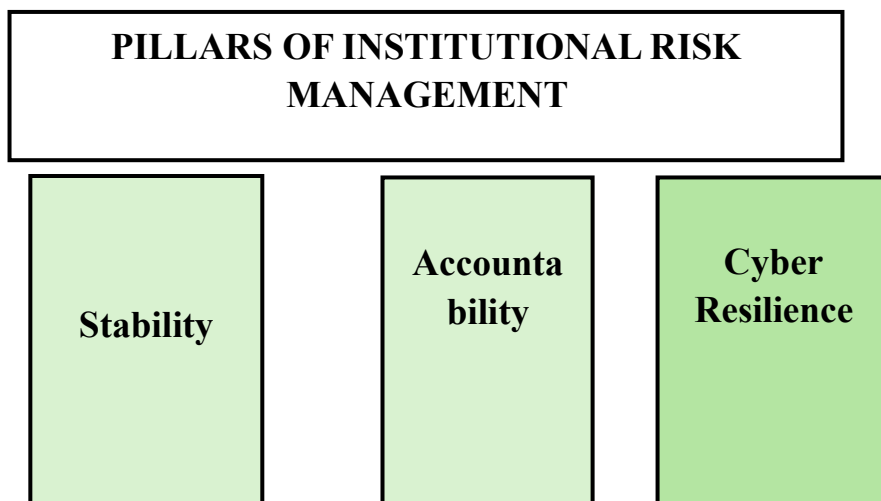 PILLARS OF INSTITUTIONAL RISK
MANAGEMENT
Stability
Accounta
bility
Cyber
Resilience